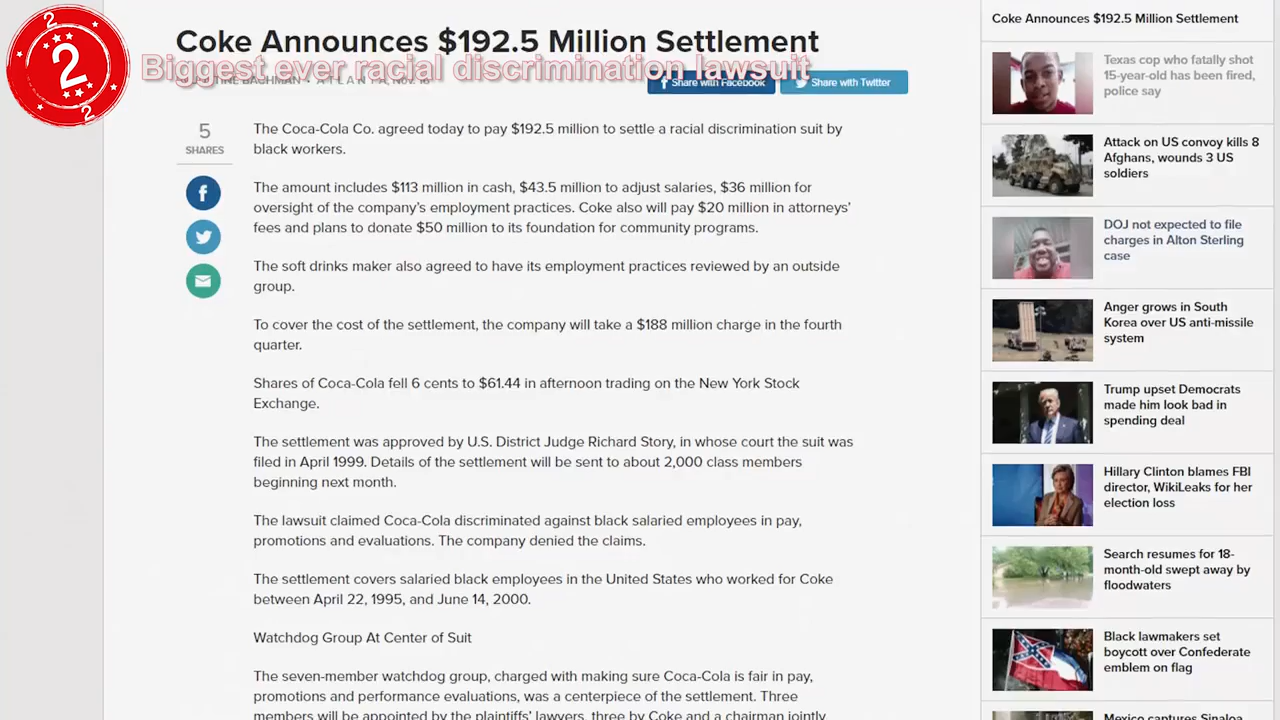 2
2
2
Coke Announces $192.5 Million Settlement
Biggest ever racial discrimination lawsuit
Share with Facebook
Share with Twitter
5
SHARES
The Coca-Cola Co. agreed today to pay $192.5 million to settle a racial discrimination suit by
black workers.
The amount includes $113 million in cash, $43.5 million to adjust salaries, $36 million for
oversight of the company's employment practices. Coke also will pay $20 million in attorneys'
fees and plans to donate $50 million to its foundation for community programs.
The soft drinks maker also agreed to have its employment practices reviewed by an outside
group.
To cover the cost of the settlement, the company will take a $188 million charge in the fourth
quarter.
Shares of Coca-Cola fell 6 cents to $61.44 in afternoon trading on the New York Stock
Exchange.
The settlement was approved by U.S. District Judge Richard Story, in whose court the suit was
filed in April 1999. Details of the settlement will be sent to about 2,000 class members
beginning next month.
The lawsuit claimed Coca-Cola discriminated against black salaried employees in pay,
promotions and evaluations. The company denied the claims.
The settlement covers salaried black employees in the United States who worked for Coke
between April 22, 1995, and June 14, 2000.
Watchdog Group At Center of Suit
The seven-member watchdog group, charged with making sure Coca-Cola is fair in pay,
promotions and performance evaluations, was a centerpiece of the settlement. Three
members will be appointed by the plaintiffs' lawyers, three by Coke and a chairman jointly
Coke Announces $192.5 Million Settlement
Texas cop who fatally shot
15-year-old has been fired,
police say
Attack on US convoy kills 8
Afghans, wounds 3 US
soldiers
DOJ not expected to file
charges in Alton Sterling
case
Anger grows in South
Korea over US anti-missile
system
Trump upset Democrats
made him look bad in
spending deal
Hillary Clinton blames FBI
director, WikiLeaks for her
election loss
Search resumes for 18-
month-old swept away by
floodwaters
Black lawmakers set
boycott over Confederate
emblem on flag
Mexico captures Sinaloa